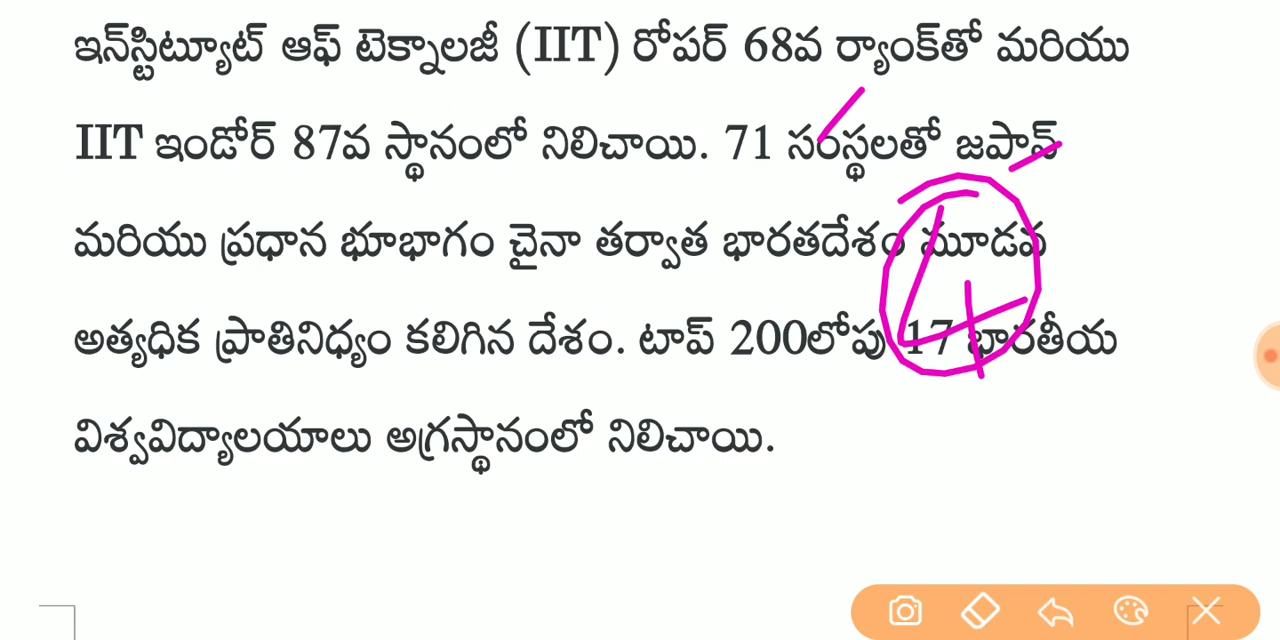 ఇన్‌స్టిట్యూట్ ఆఫ్ టెక్నాలజీ (IIT) రోపర్ 68వ ర్యాంక్‌తో మరియు
IIT ఇండోర్ 87వ స్థానంలో నిలిచాయి. 71 సంస్థలతో జపాన్
మరియు ప్రధాన భూభాగం చైనా తర్వాత భారతదేశం మూడవ
అత్యధిక ప్రాతినిధ్యం కలిగిన దేశం. టాప్ 200లోపు 17 భారతీయ
విశ్వవిద్యాలయాలు అగ్రస్థానంలో నిలిచాయి.